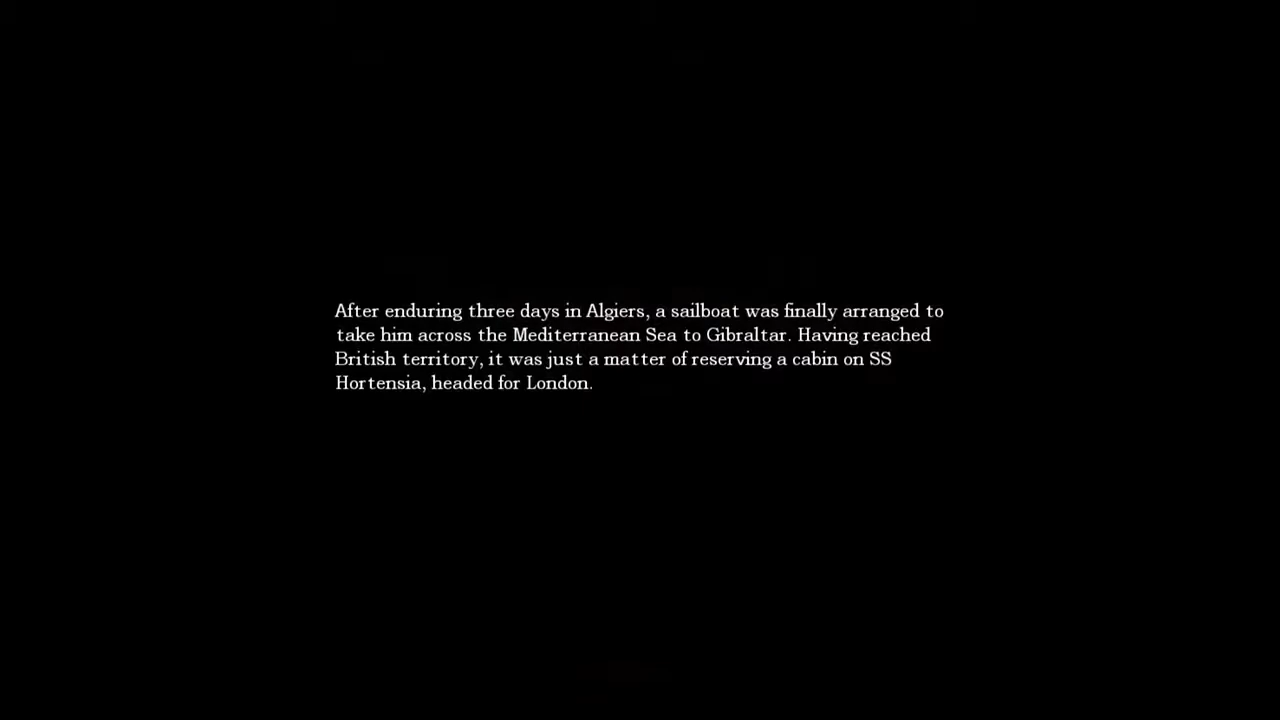 After enduring three days in Algiers, a sailboat was finally arranged to
take him across the Mediterranean Sea to Gibraltar. Having reached
British territory, it was just a matter of reserving a cabin on SS
Hortensia, headed for London.